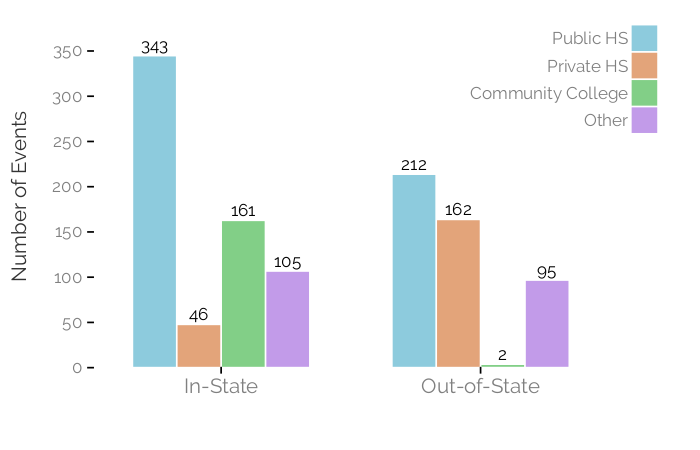 Number of Events
350
300
250
200
150
100
50
0
343
46
161
105
212
162
2
95
In-State
Out-of-State
Public HS
Private HS
Community College
Other